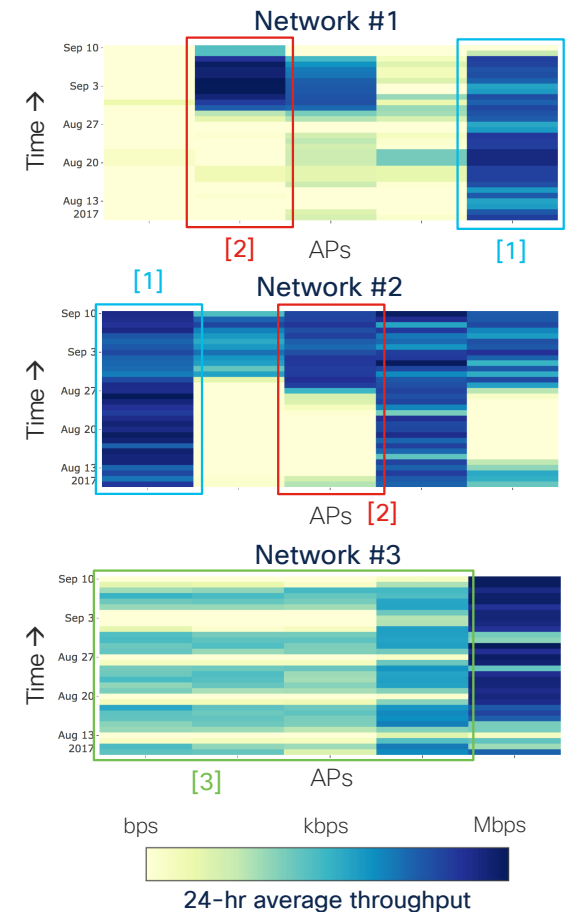 Network #1
Sep 10
Sep 3
Aug 27
Aug 20
Aug 13
2017
Time →
[2]
APs
[1]
[1]
Network #2
Sep 10
Sep 3
Aug 27
Aug 20
Aug 13
2017
Time →
APs
[2]
Network #3
Sep 10
Sep 3
Aug 27
Aug 20
Aug 13
2017
Time →
[3]
APs
bps kbps Mbps
24-hr average throughput